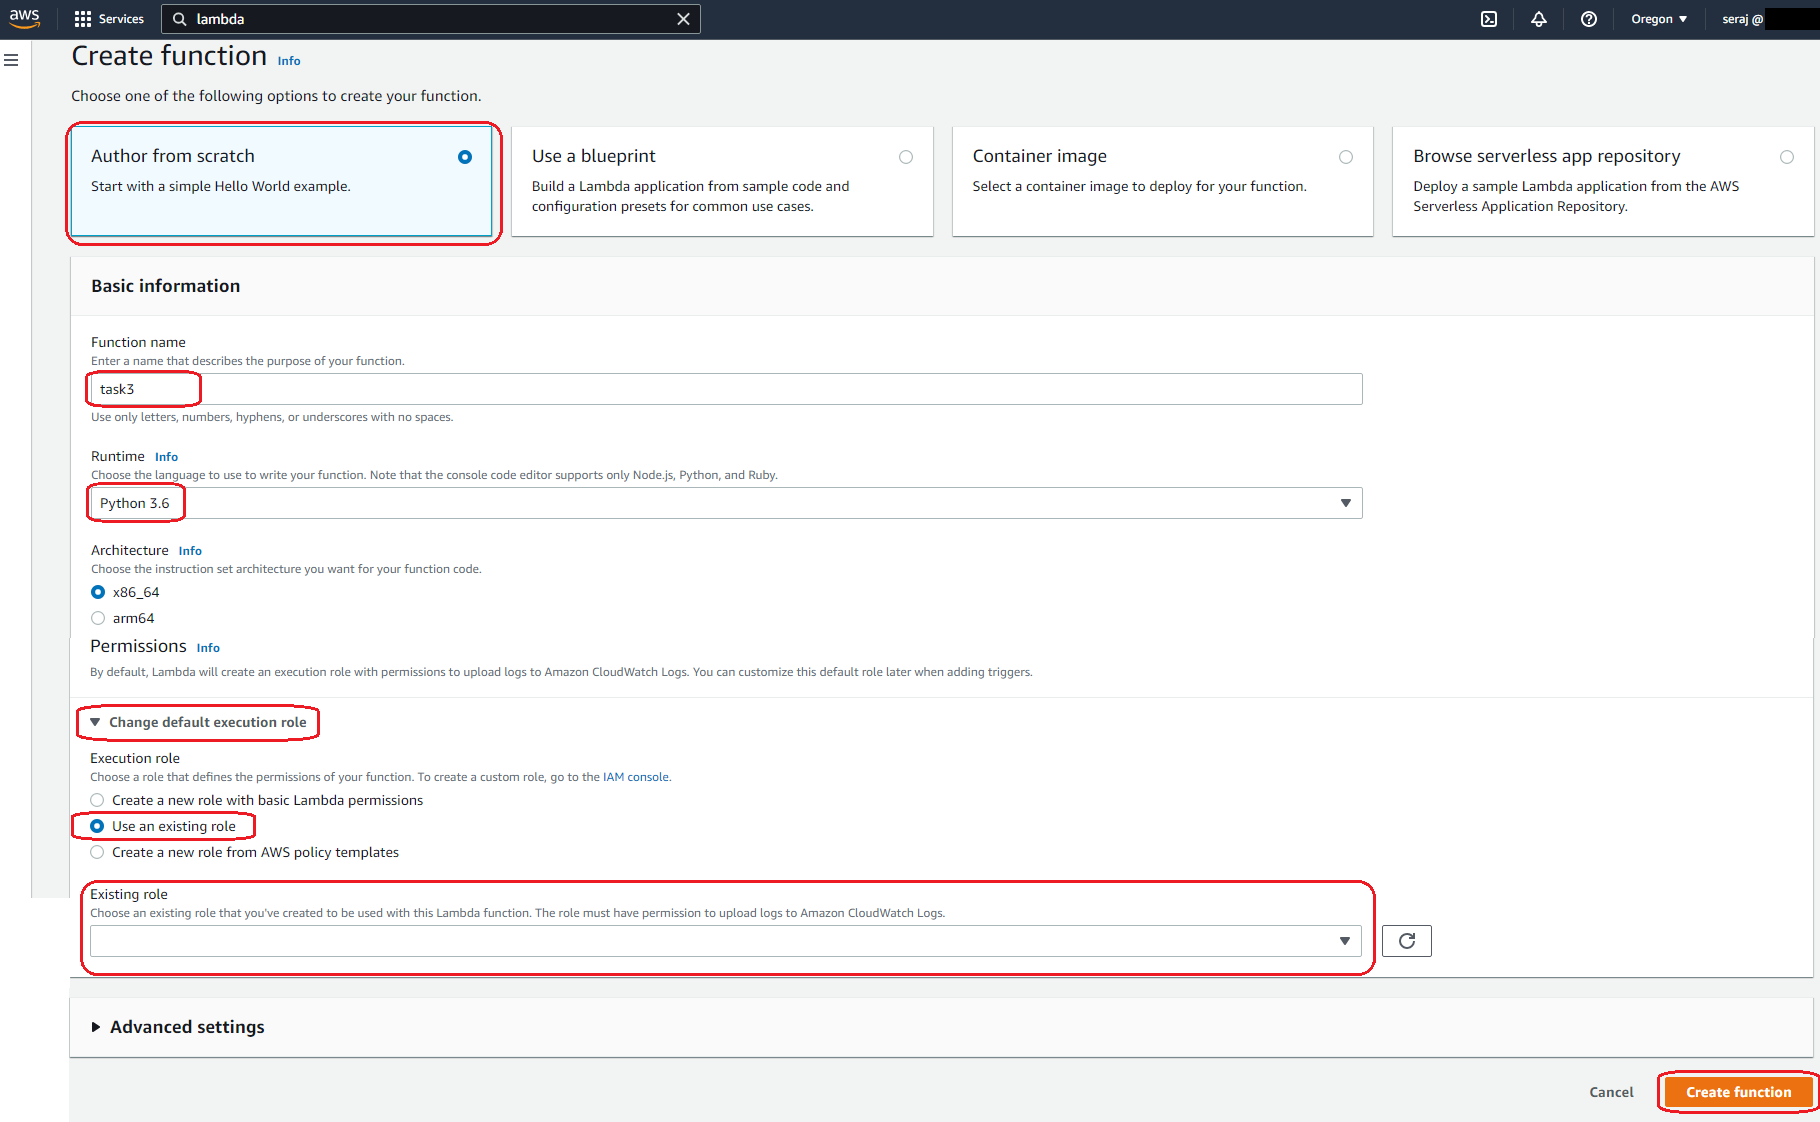 aws Services lambda Oregon seraj @
Create function Info
Choose one of the following options to create your function.
Author from scratch
Start with a simple Hello World example.
Use a blueprint
Build a Lambda application from sample code and
configuration presets for common use cases.
Container image
Select a container image to deploy for your function.
Browse serverless app repository
Deploy a sample Lambda application from the AWS
Serverless Application Repository.
Basic information
Function name
Enter a name that describes the purpose of your function.
task3
Use only letters, numbers, hyphens, or underscores with no spaces.
Runtime Info
Choose the language to use to write your function. Note that the console code editor supports only Node.js, Python, and Ruby.
Python 3.6
Architecture Info
Choose the instruction set architecture you want for your function code.
x86_64
arm64
Permissions Info
By default, Lambda will create an execution role with permissions to upload logs to Amazon CloudWatch Logs. You can customize this default role later when adding triggers.
Change default execution role
Execution role
Choose a role that defines the permissions of your function. To create a custom role, go to the IAM console.
Create a new role with basic Lambda permissions
Use an existing role
Create a new role from AWS policy templates
Existing role
Choose an existing role that you've created to be used with this Lambda function. The role must have permission to upload logs to Amazon CloudWatch Logs.
Advanced settings
Cancel Create function